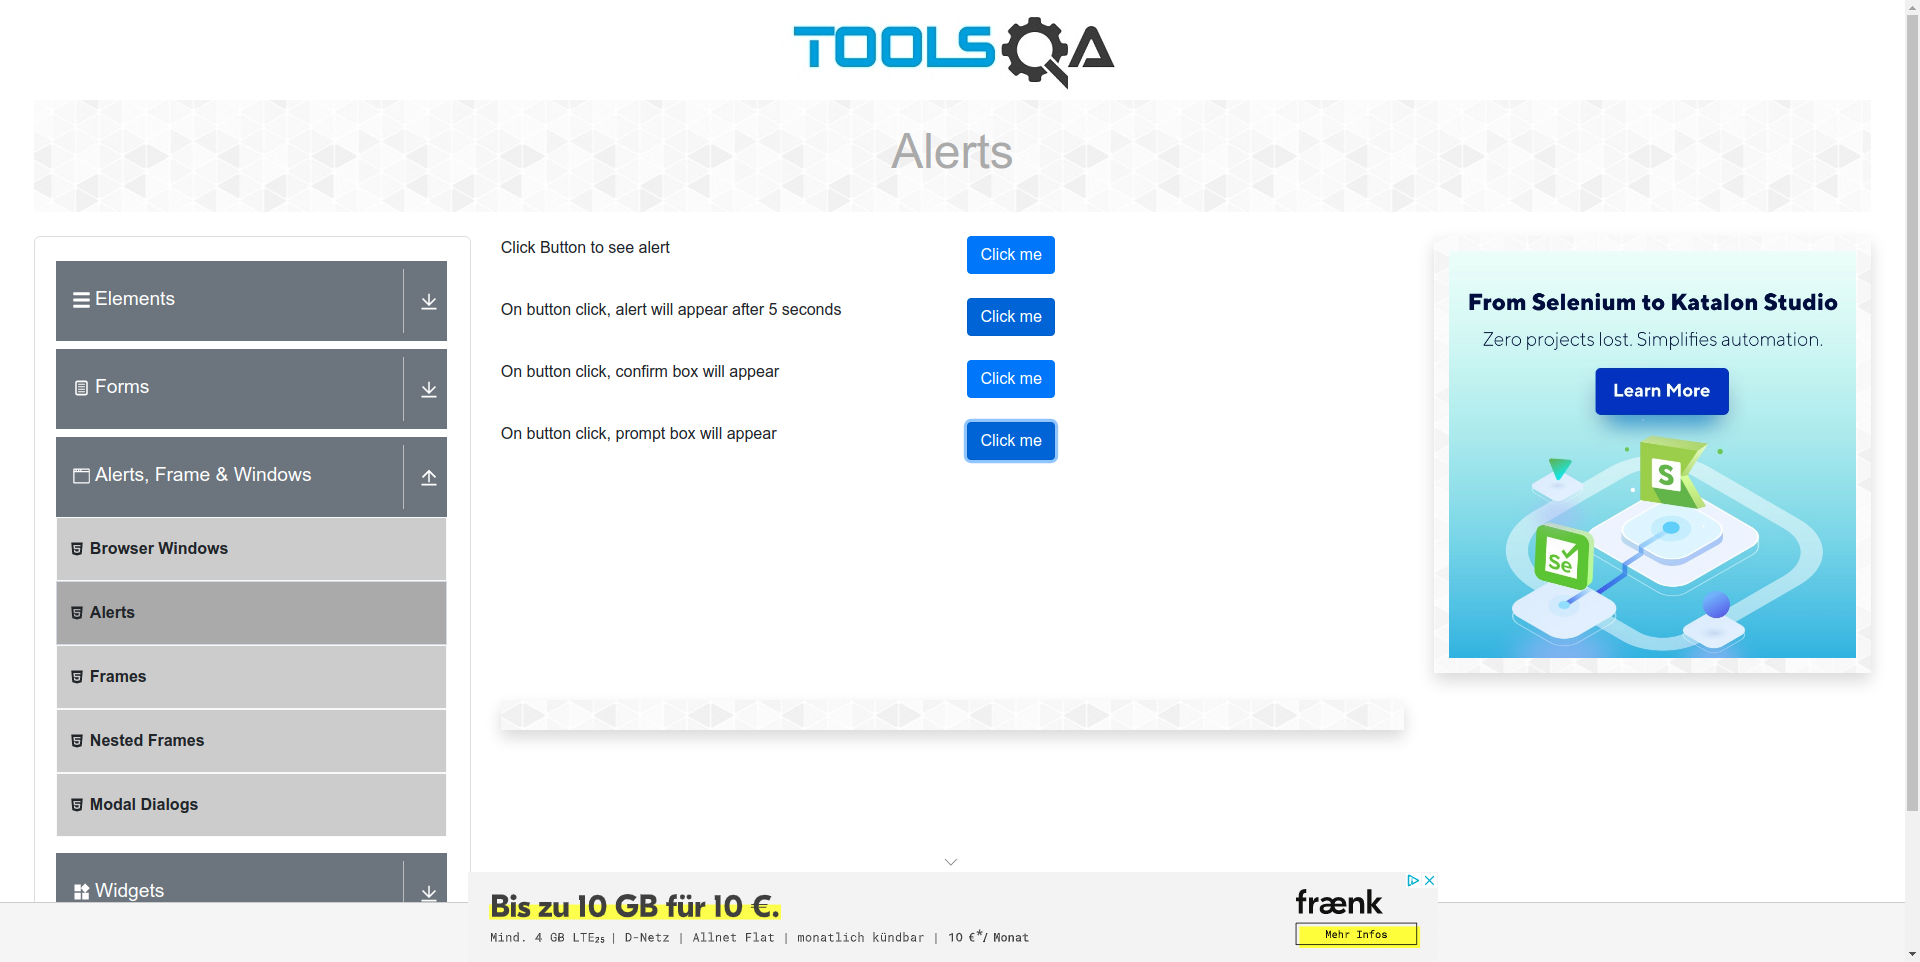 TOOLSQA
Alerts
Elements
Forms
Alerts, Frame & Windows
Browser Windows
Alerts
Frames
Nested Frames
Modal Dialogs
Widgets
Click Button to see alert
Click me
On button click, alert will appear after 5 seconds
Click me
On button click, confirm box will appear
Click me
On button click, prompt box will appear
Click me
From Selenium to Katalon Studio
Zero projects lost. Simplifies automation.
Learn More
S
Se
Bis zu 10 GB für 10 €.
Mind. 4 GB LTE25 | D-Netz | Allnet Flat | monatlich kündbar | 10 €*/ Monat
frænk
Mehr Infos